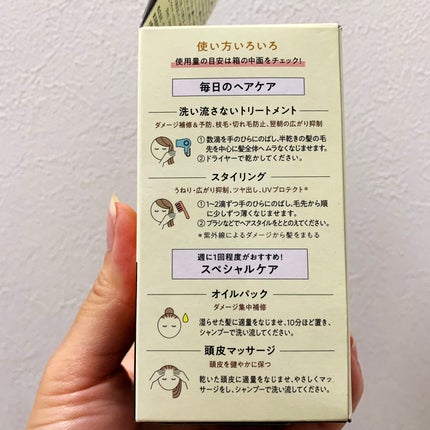 使い方いろいろ
使用量の目安は箱の中面をチェック!
毎日のヘアケア
洗い流さないトリートメント
ダメージ補修&予防、枝毛・切れ毛防止、翌朝の広がり抑制
①数滴を手のひらにのばし、半乾きの髪の毛
先を中心に髪全体へムラなくなじませます。
②ドライヤーで乾かしてください。
スタイリング
うねり・広がり抑制、ツヤ出し、UVプロテクト*
①1~2滴ずつ手のひらにのばし、毛先から順
に少しずつ薄くなじませます。
②ブラシなどでヘアスタイルをととのえてください。
*紫外線によるダメージから髪をまもる
週に1回程度がおすすめ!
スペシャルケア
オイルパック
ダメージ集中補修
湿らせた髪に適量をなじませ、10分ほど置き、
シャンプーで洗い流してください。
頭皮マッサージ
頭皮を健やかに保つ
乾いた頭皮に適量をなじませ、やさしくマッ
サージをし、シャンプーで洗い流してください。